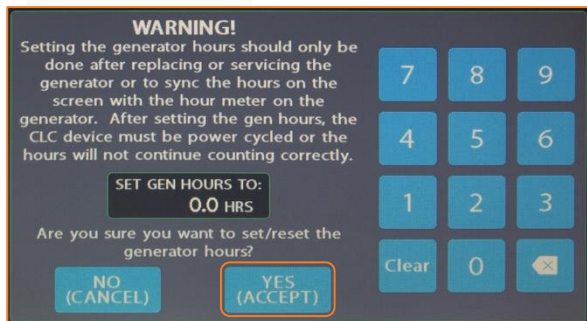 WARNING!
Setting the generator hours should only be
done after replacing or servicing the
generator or to sync the hours on the
screen with the hour meter on the
generator. After setting the gen hours, the
CLC device must be power cycled or the
hours will not continue counting correctly.
SET GEN HOURS TO:
0.0 HRS
Are you sure you want to set/reset the
generator hours?
NO
(CANCEL)
YES
(ACCEPT)
7 8 9
4 5 6
1 2 3
Clear 0